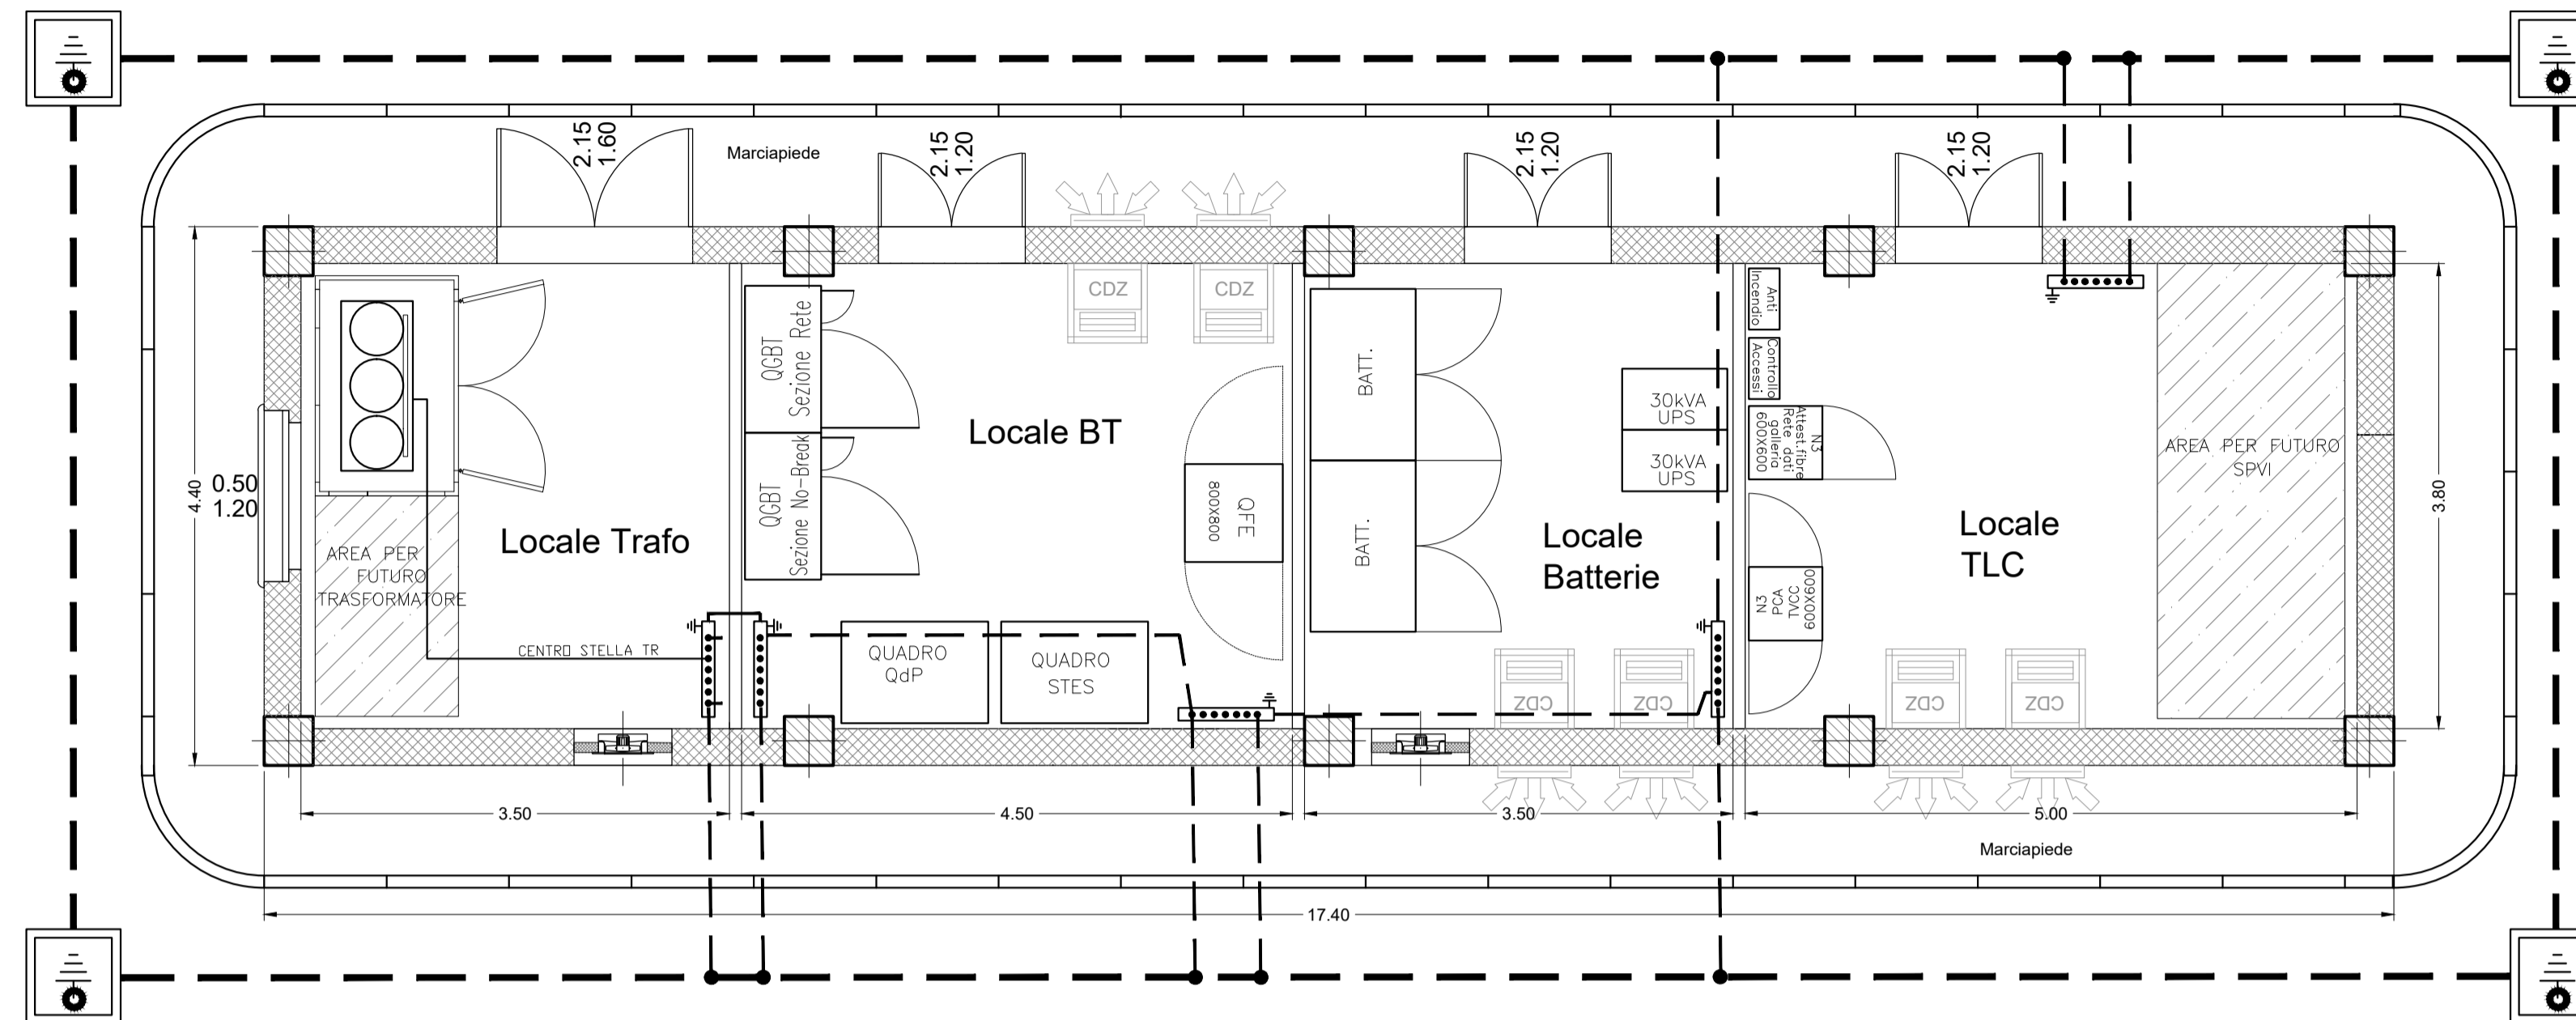 2.15
1.60
Marciapiede
2.15
1.20
2.15
1.20
2.15
1.20
CDZ
CDZ
QGBT
Sezione Rete
QGBT
Sezione No-Break
Locale BT
BATT.
BATT.
30kVA
UPS
30kVA
UPS
Anti
Incendio
Controllo
Accessi
N3
Attest.fibre
Rete dati
galleria
600X600
AREA PER FUTURO
SPVI
4.40
0.50
1.20
3.80
QFE
800X800
Locale Trafo
Locale
Batterie
Locale
TLC
AREA PER
FUTURO
TRASFORMATORE
N3
PCA
TVCC
600X600
CENTRO STELLA TR
QUADRO
QdP
QUADRO
STES
CDZ
CDZ
CDZ
CDZ
3.50
4.50
3.50
5.00
Marciapiede
17.40